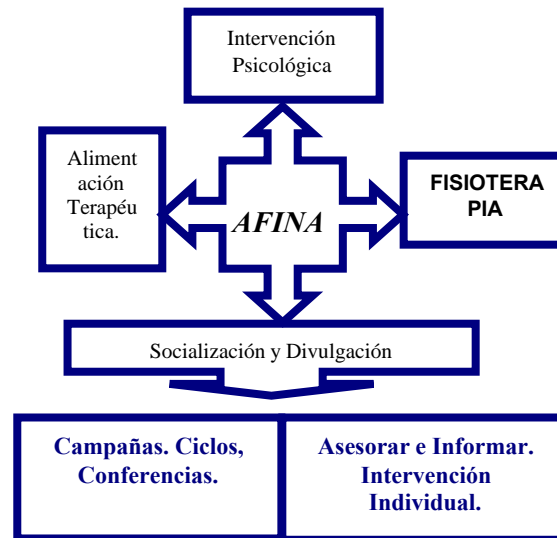 Intervención
Psicológica
Aliment
ación
Terapéu
tica.
AFINA
FISIOTERA
PIA
Socialización y Divulgación
Campañas. Ciclos,
Conferencias.
Asesorar e Informar.
Intervención
Individual.